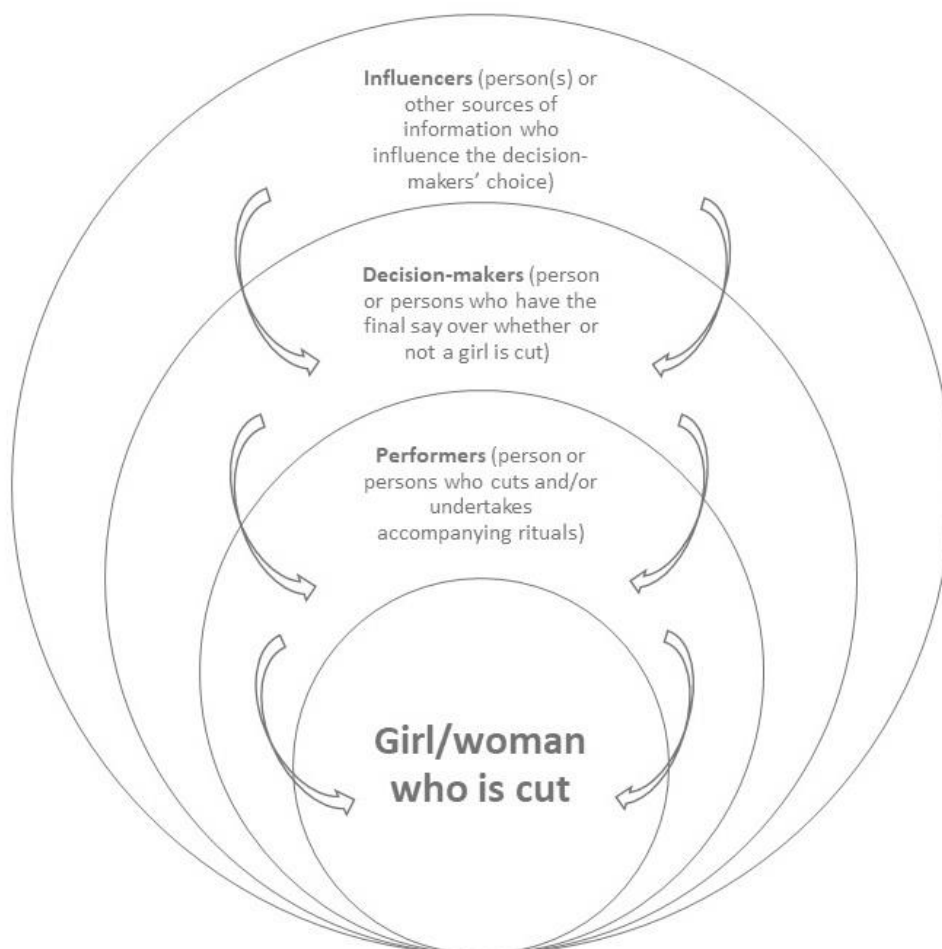 Influencers (person(s) or
other sources of
information who
influence the decision-
makers’ choice)
Decision-makers (person
or persons who have the
final say over whether or
not a girl is cut)
Performers (person or
persons who cuts and/or
undertakes
accompanying rituals)
Girl/woman
who is cut